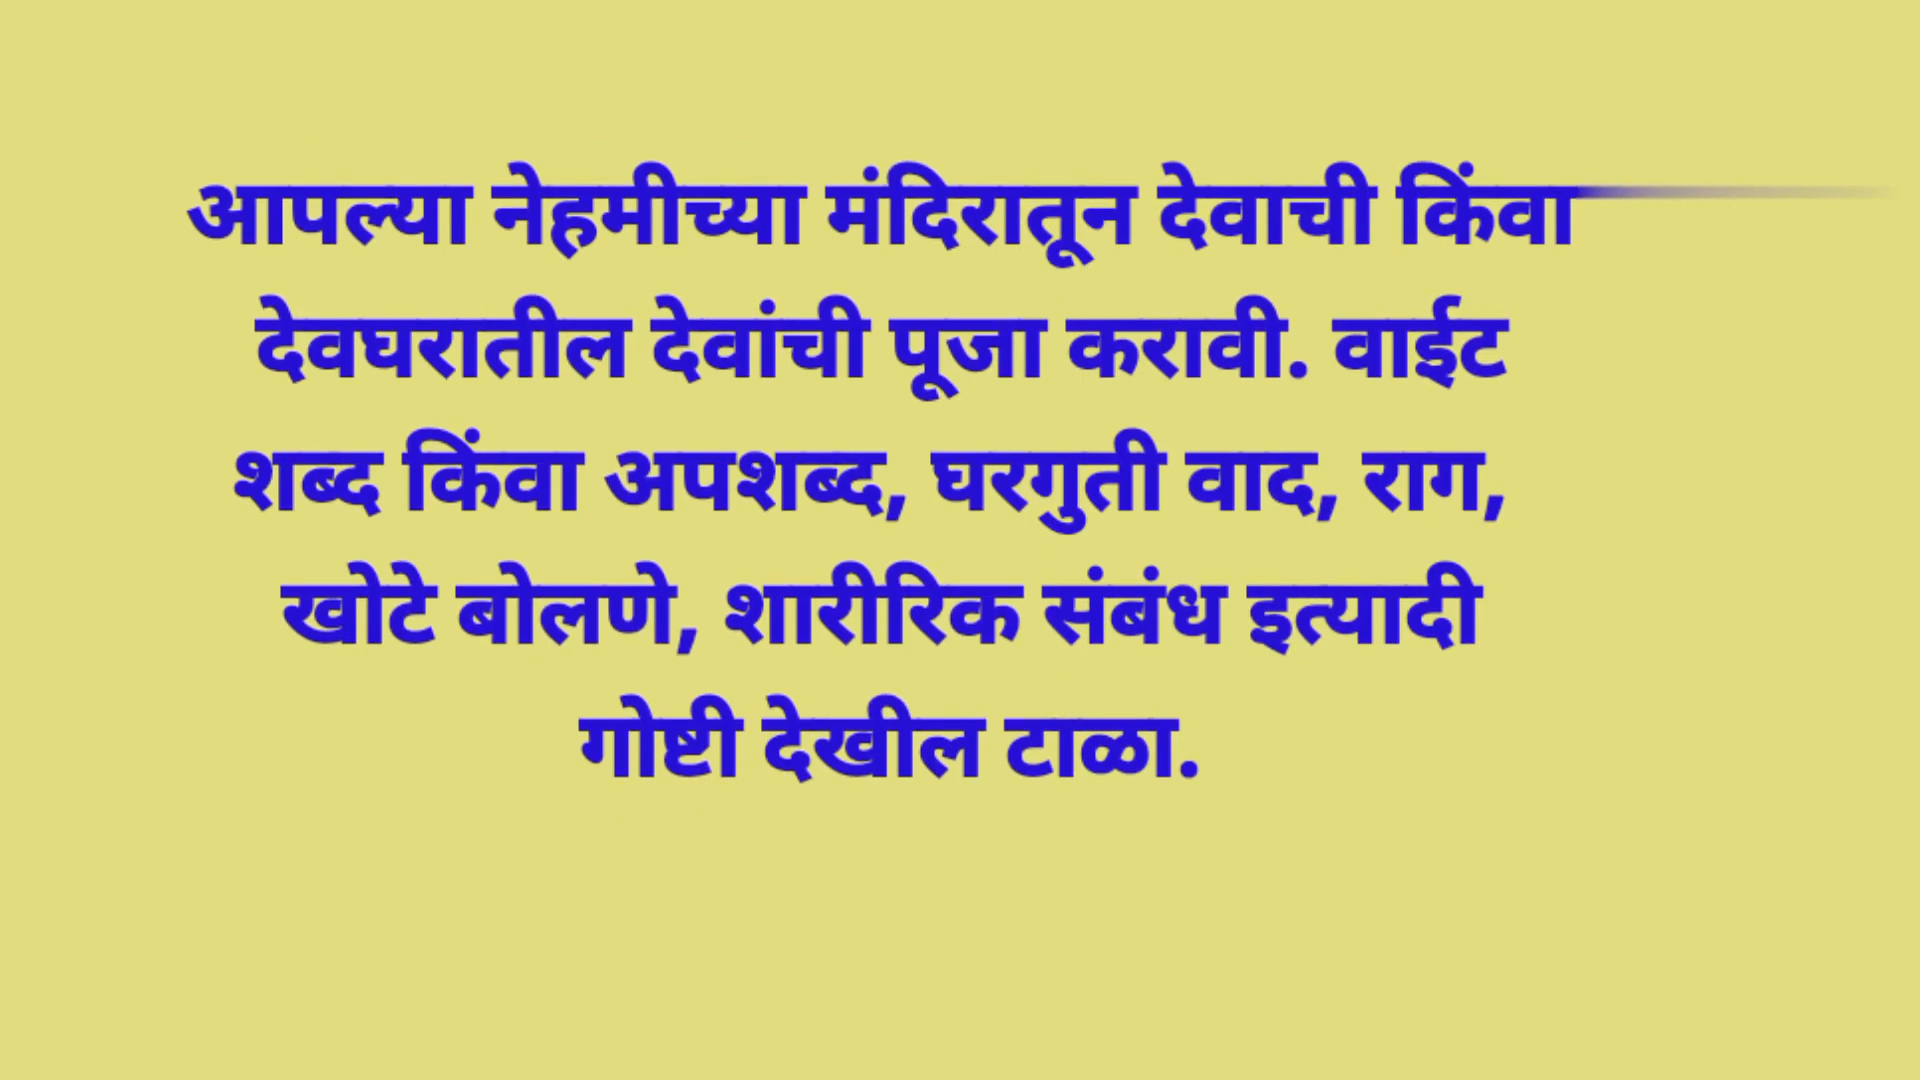 आपल्या नेहमीच्या मंदिरातून देवाची किंवा
देवघरातील देवांची पूजा करावी. वाईट
शब्द किंवा अपशब्द, घरगुती वाद, राग,
खोटे बोलणे, शारीरिक संबंध इत्यादी
गोष्टी देखील टाळा.